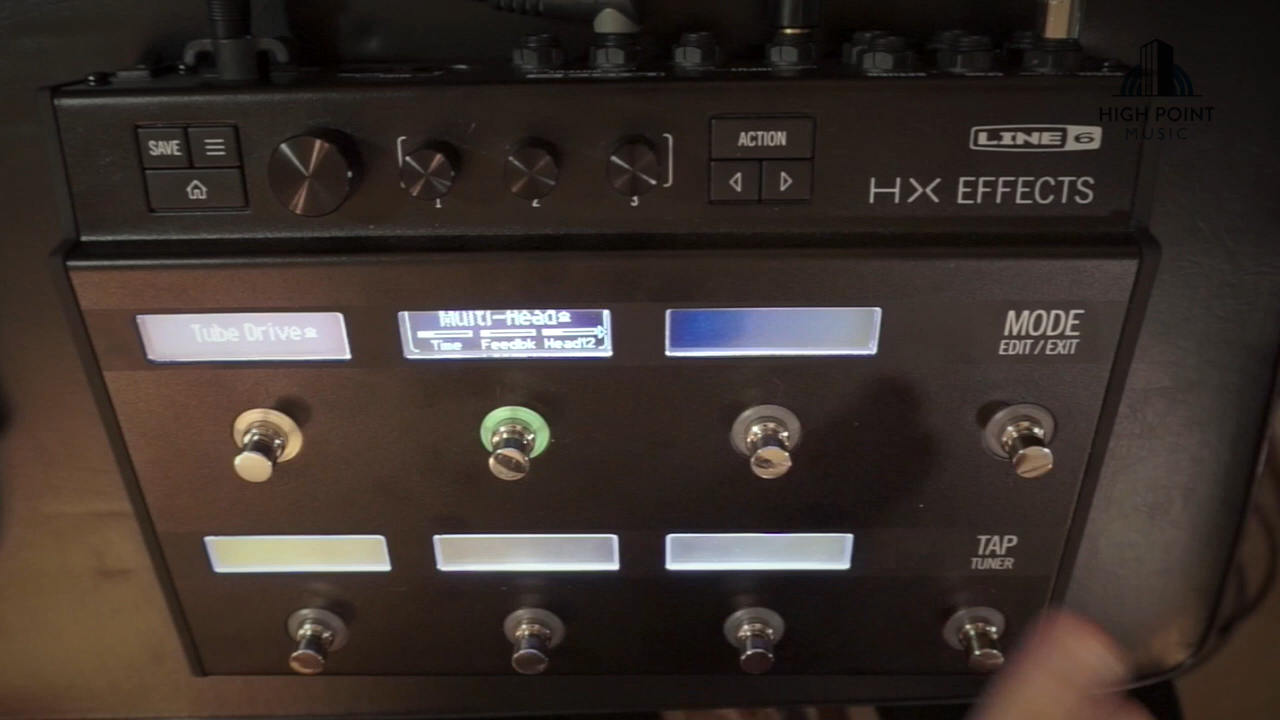 HIGH POINT
MUSIC
SAVE
ACTION
LINE 6
HX EFFECTS
1 2 3
Tube Drive
Multi-Head
Time Feedbk Head12
MODE
EDIT / EXIT
TAP
TUNER